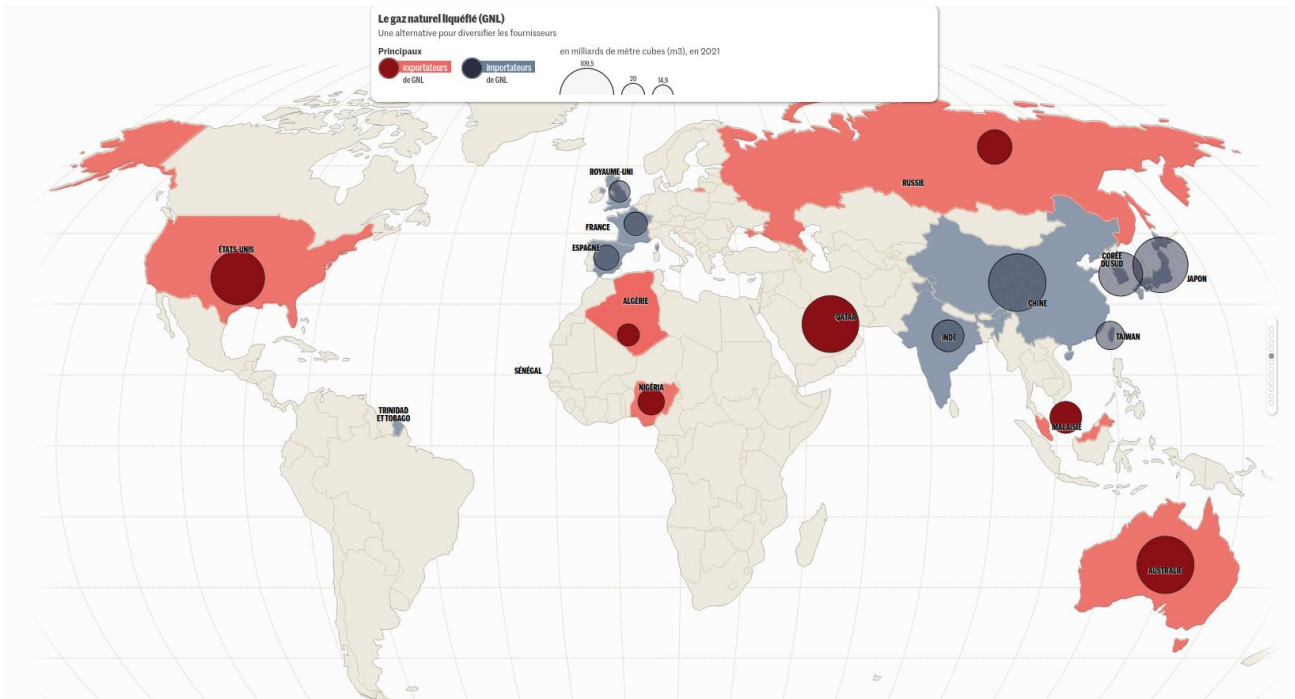 Le gaz naturel liquéfié (GNL)
Une alternative pour diversifier les fournisseurs
Principaux
exportateurs
de GNL
importateurs
de GNL
en milliards de mètre cubes (m3), en 2021
109,5
20
14,9
ROYAUME-UNI
RUSSIE
FRANCE
ESPAGNE
ÉTATS-UNIS
CORÉE
DU SUD
JAPON
ALGÉRIE
CHINE
QATAR
INDE
TAÏWAN
SÉNÉGAL
NIGÉRIA
TRINIDAD
ET TOBAGO
MALAISIE
AUSTRALIE